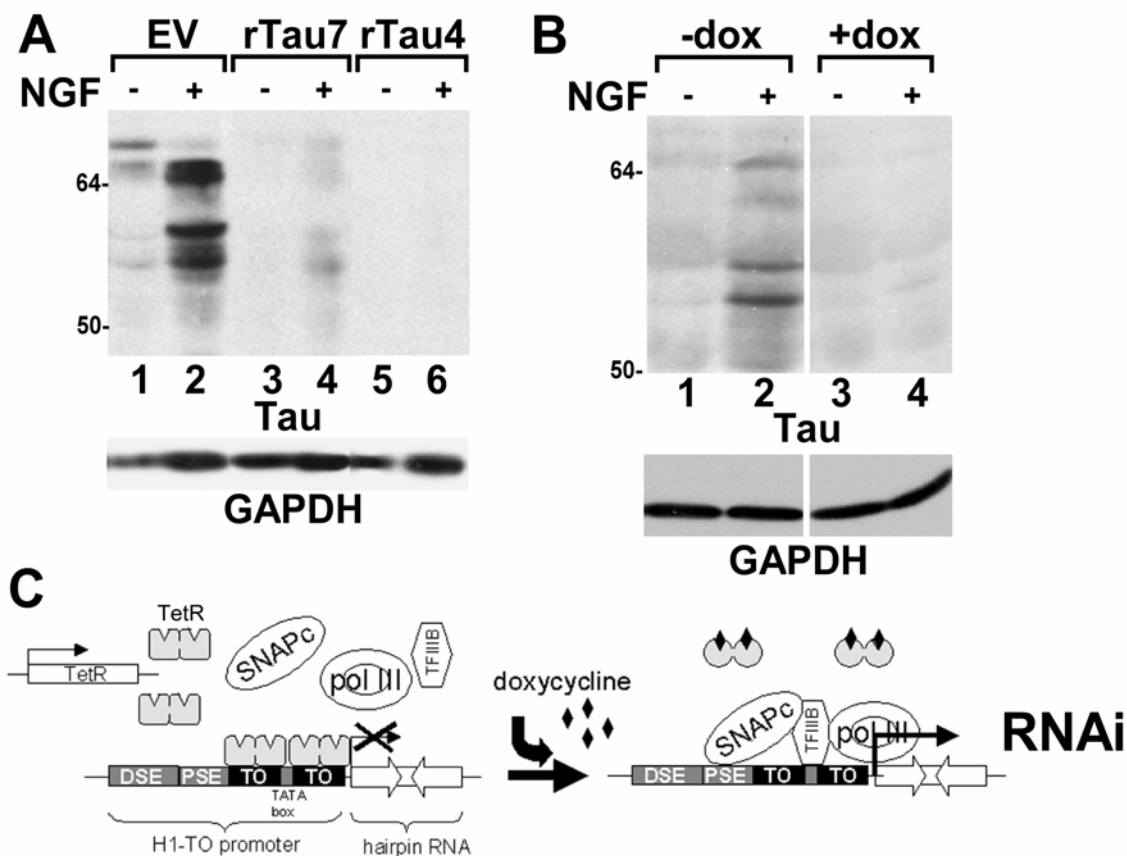 A
EV rTau7 rTau4
NGF - + - + - +
64-
50-
1 2 3 4 5 6
Tau
GAPDH
B
-dox +dox
NGF - + - +
64-
50-
1 2 3 4
Tau
GAPDH
C
TetR
TetR
SNAPc
pol III
TFIIIB
DSE PSE TO TO
TATA
box
H1-TO promoter
hairpin RNA
doxycycline
SNAPc
TFIIIB
pol III
DSE PSE TO TO
RNAi